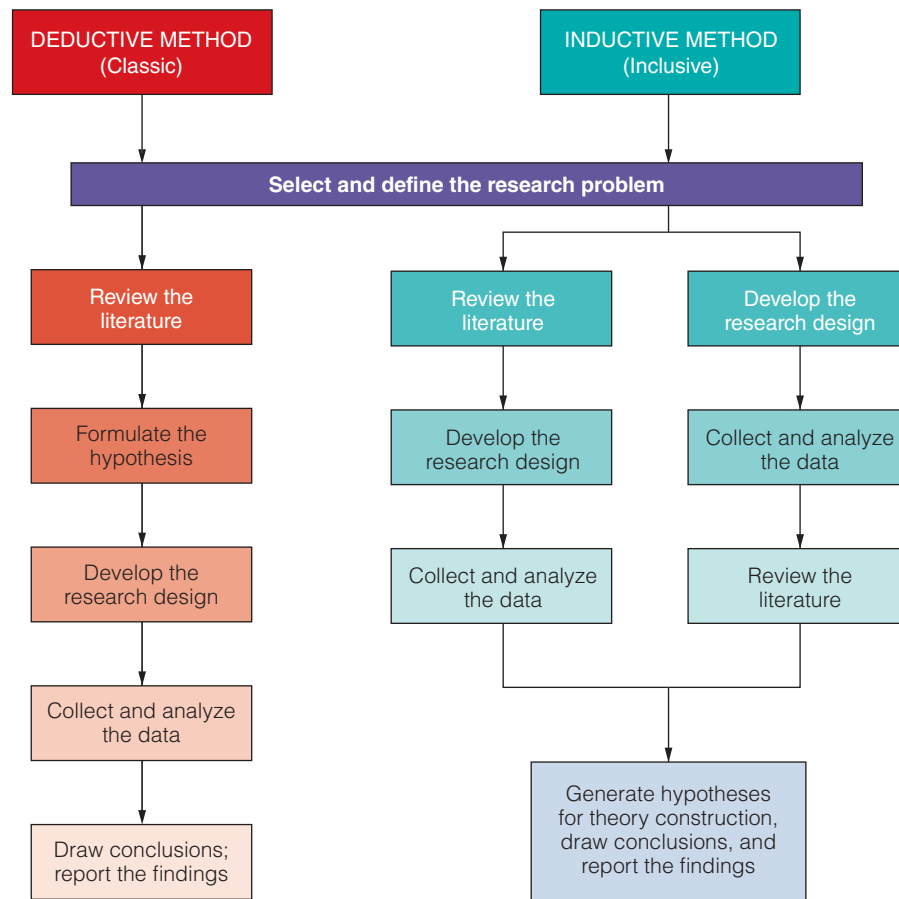 DEDUCTIVE METHOD
(Classic)
INDUCTIVE METHOD
(Inclusive)
Select and define the research problem
Review the
literature
Formulate the
hypothesis
Develop the
research design
Collect and analyze
the data
Draw conclusions;
report the findings
Review the
literature
Develop the
research design
Collect and analyze
the data
Develop the
research design
Collect and analyze
the data
Review the
literature
Generate hypotheses
for theory construction,
draw conclusions, and
report the findings